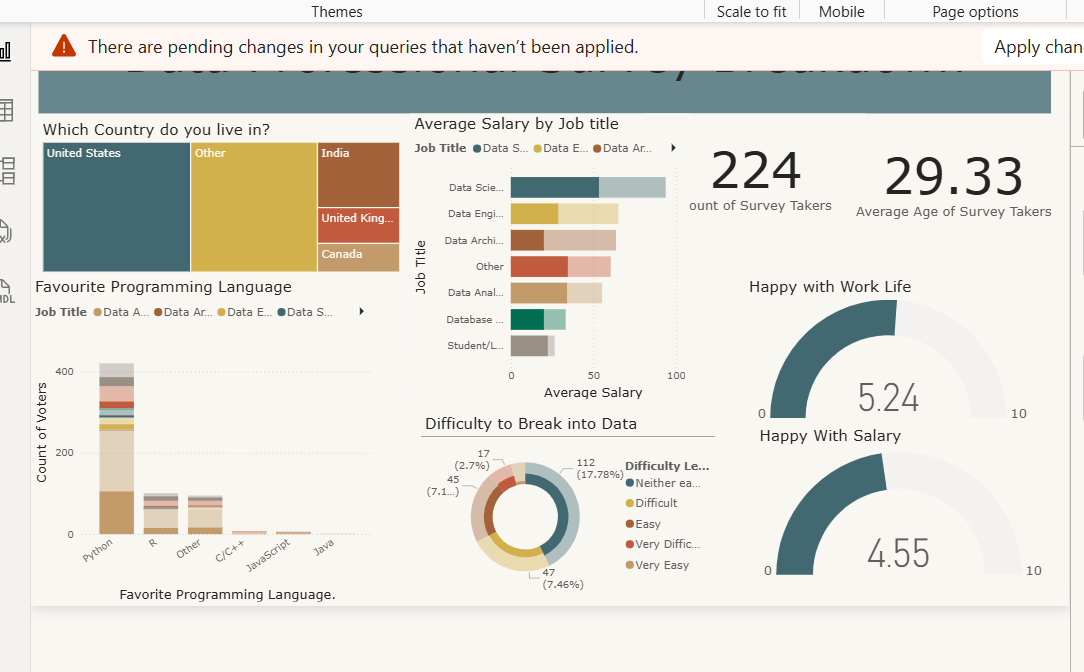 Themes
Scale to fit
Mobile
Page options
There are pending changes in your queries that haven't been applied.
Apply chan
Data Professional Survey Breakdown
Which Country do you live in?
United States
Other
India
United King...
Canada
Average Salary by Job title
Job Title Data S... Data E... Data Ar...
Job Title
Data Scie...
Data Engi...
Data Archi...
Other
Data Anal...
Database ...
Student/L...
0 50 100
Average Salary
224
ount of Survey Takers
29.33
Average Age of Survey Takers
Favourite Programming Language
Job Title Data A... Data Ar... Data E... Data S...
Count of Voters
400
200
0
Python
R
Other
C/C++
JavaScript
Java
Favorite Programming Language.
Difficulty to Break into Data
17
(2.7%)
45
(7.1...)
112
(17.78%)
47
(7.46%)
Difficulty Le...
Neither ea...
Difficult
Easy
Very Diffic...
Very Easy
Happy with Work Life
5.24
0
10
Happy With Salary
4.55
0
10